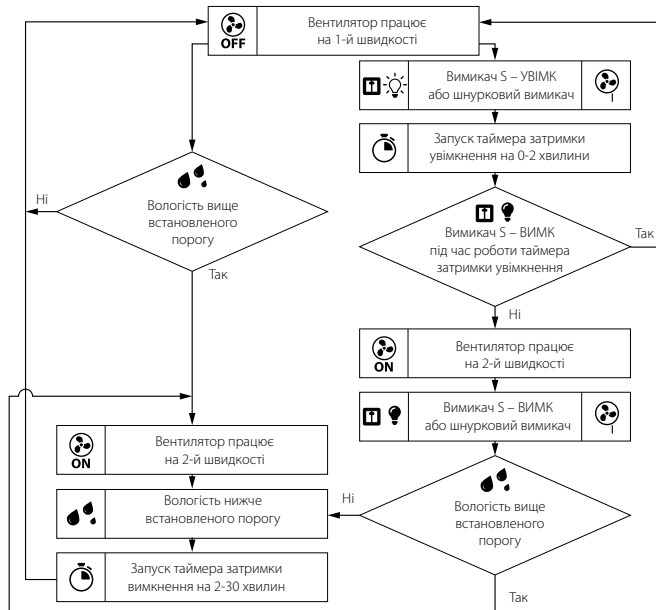 OFF
Вентилятор працює
на 1-й швидкості
Вимикач S – УВІМК
або шнурковий вимикач
Запуск таймера затримки
увімкнення на 0-2 хвилини
Ні
Вологість вище
встановленого
порогу
Так
Вимикач S – ВИМК
під час роботи таймера
затримки увімкнення
Так
Ні
ON
Вентилятор працює
на 2-й швидкості
Вимикач S – ВИМК
або шнурковий вимикач
ON
Вентилятор працює
на 2-й швидкості
Вологість нижче
встановленого порогу
Ні
Вологість вище
встановленого
порогу
Запуск таймера затримки
вимкнення на 2-30 хвилин
Так